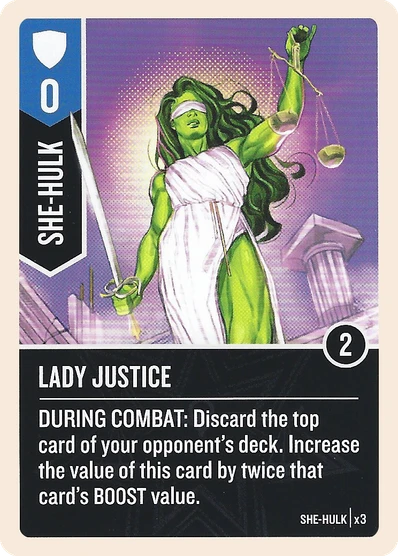 0
SHE-HULK
2
LADY JUSTICE
DURING COMBAT: Discard the top
card of your opponent's deck. Increase
the value of this card by twice that
card's BOOST value.
SHE-HULK | x3